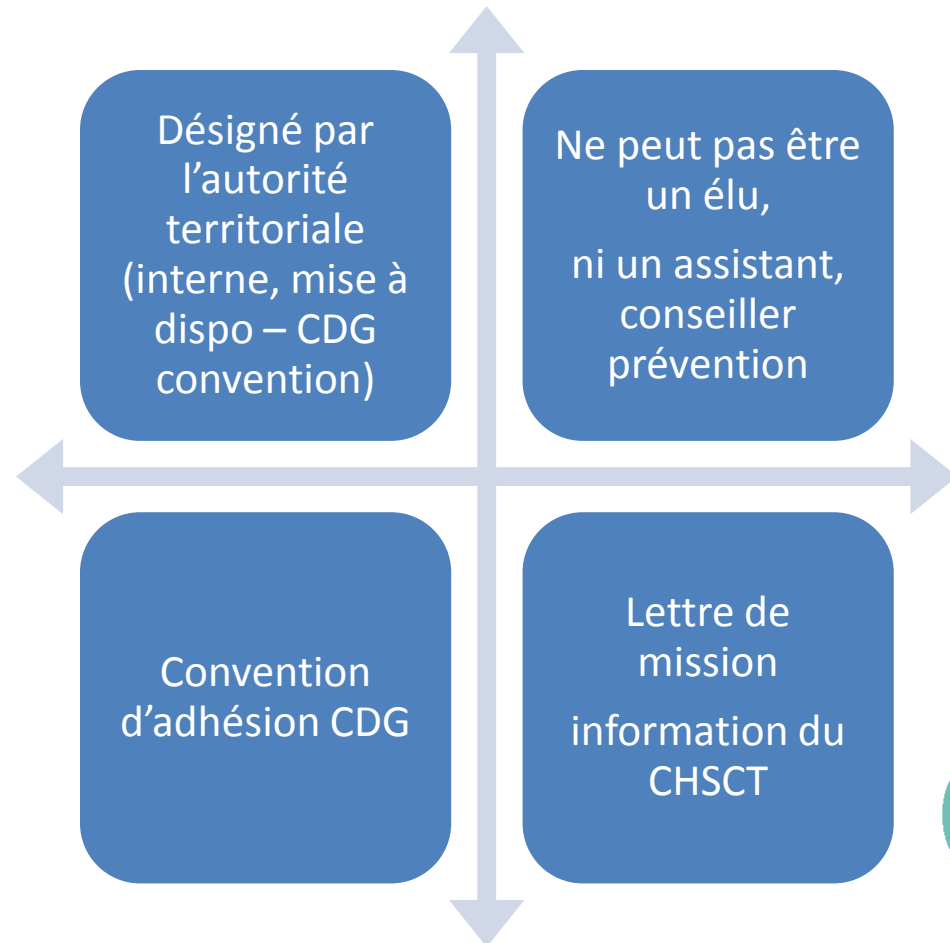 Désigné par
l’autorité
territoriale
(interne, mise à
dispo – CDG
convention)
Ne peut pas être
un élu,
ni un assistant,
conseiller
prévention
Convention
d’adhésion CDG
Lettre de
mission
information du
CHSCT